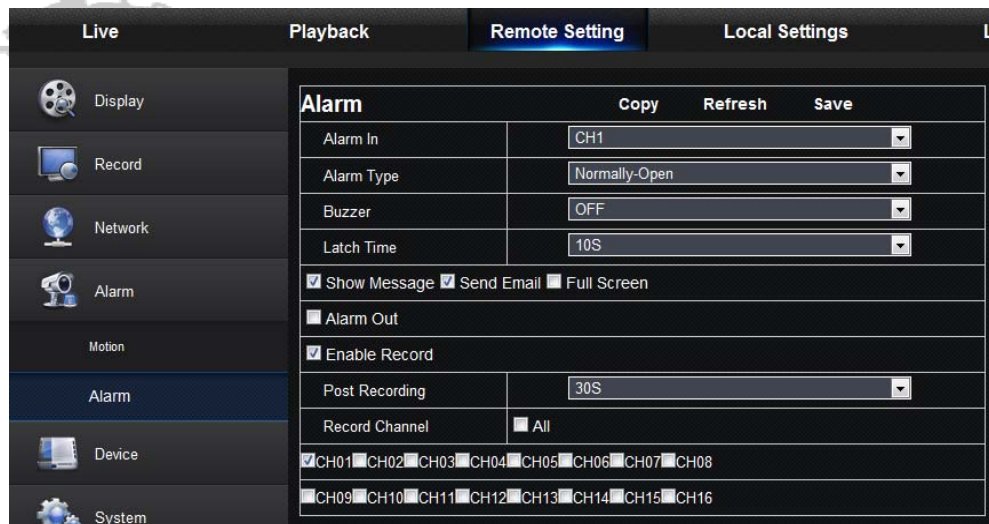 Live Playback Remote Setting Local Settings
Display
Record
Network
Alarm
Motion
Alarm
Device
System
Alarm Copy Refresh Save
Alarm In CH1
Alarm Type Normally-Open
Buzzer OFF
Latch Time 10S
Show Message Send Email Full Screen
Alarm Out
Enable Record
Post Recording 30S
Record Channel All
CH01 CH02 CH03 CH04 CH05 CH06 CH07 CH08
CH09 CH10 CH11 CH12 CH13 CH14 CH15 CH16